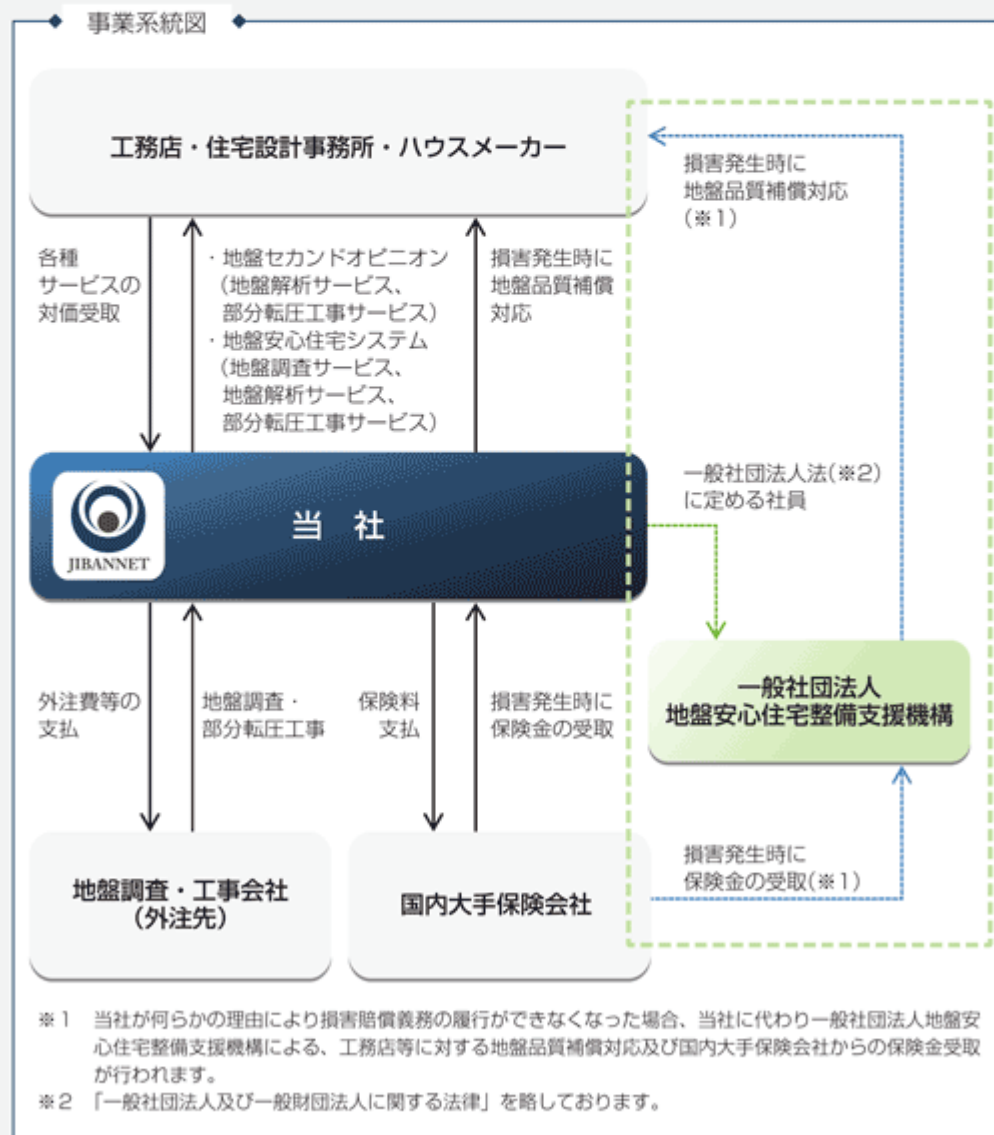 事業系統図
工務店・住宅設計事務所・ハウスメーカー
損害発生時に
地盤品質補償対応
(※1)
各種
サービスの
対価受取
・地盤セカンドオピニオン
（地盤解析サービス、
部分転圧工事サービス）
・地盤安心住宅システム
（地盤調査サービス、
地盤解析サービス、
部分転圧工事サービス）
損害発生時に
地盤品質補償
対応
JIBANNET
当 社
一般社団法人法(※2)
に定める社員
外注費等の
支払
地盤調査・
部分転圧工事
保険料
支払
損害発生時に
保険金の受取
一般社団法人
地盤安心住宅整備支援機構
地盤調査・工事会社
（外注先）
国内大手保険会社
損害発生時に
保険金の受取(※1)
※1 当社が何らかの理由により損害賠償義務の履行ができなくなった場合、当社に代わり一般社団法人地盤安
心住宅整備支援機構による、工務店等に対する地盤品質補償対応及び国内大手保険会社からの保険金受取
が行われます。
※2 「一般社団法人及び一般財団法人に関する法律」を略しております。